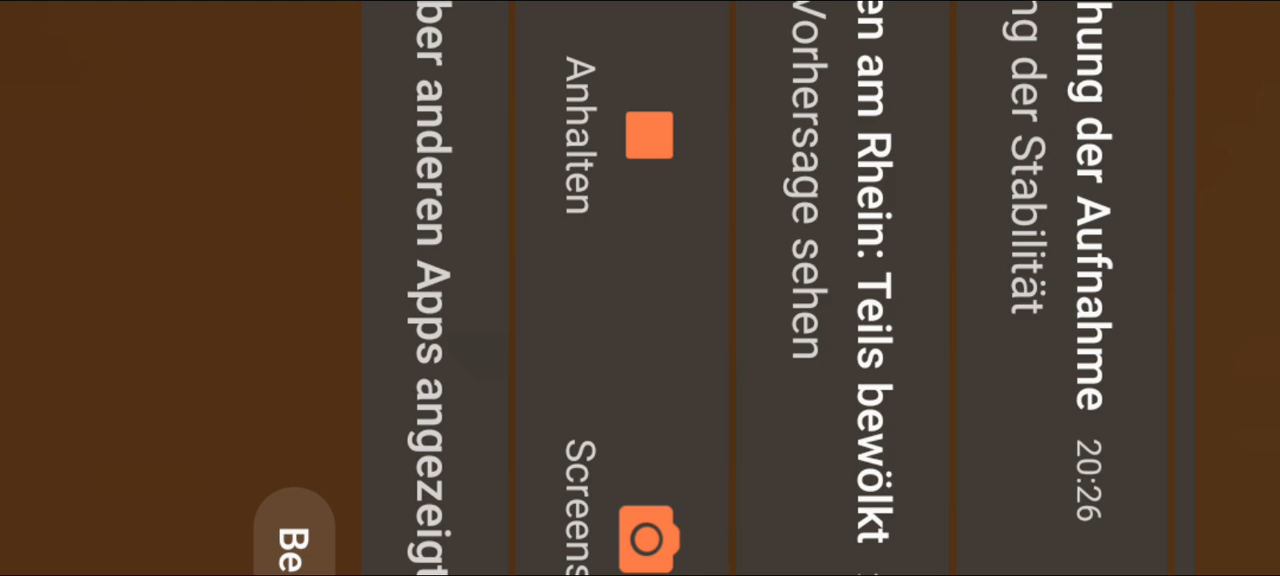 hung der Aufnahme 20:26
ng der Stabilität
en am Rhein: Teils bewölkt
Vorhersage sehen
Anhalten Screens
ber anderen Apps angezeigt
Be